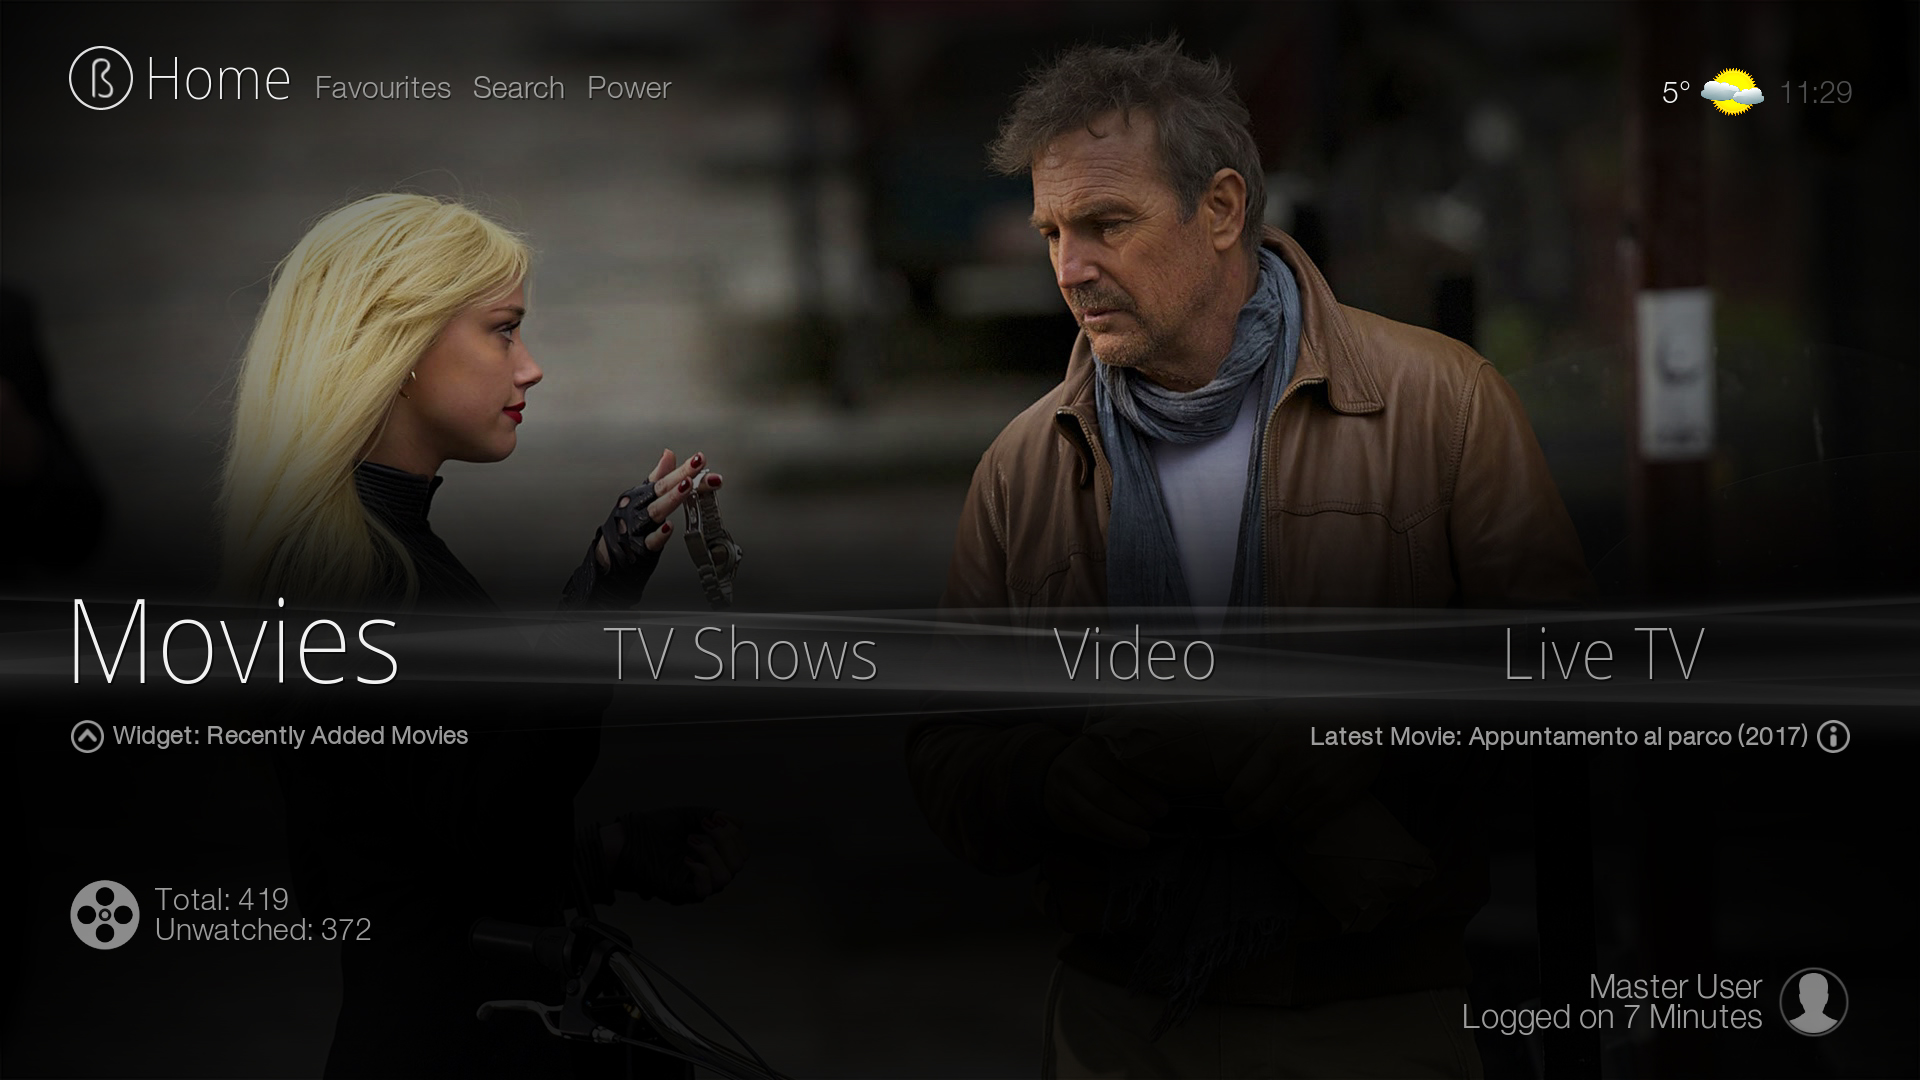 ß Home Favourites Search Power
5° 11:29
Movies TV Shows Video Live TV
Widget: Recently Added Movies
Latest Movie: Appuntamento al parco (2017)
Total: 419
Unwatched: 372
Master User
Logged on 7 Minutes